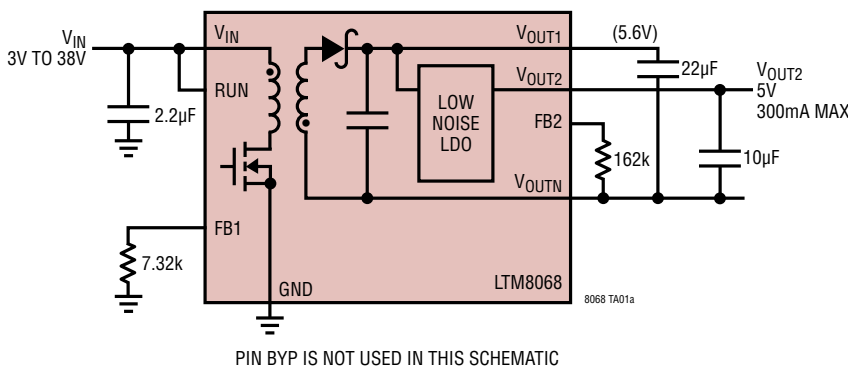 VIN
3V TO 38V
2.2µF
7.32k
VIN
RUN
FB1
GND
LOW
NOISE
LDO
VOUT1
VOUT2
FB2
VOUTN
LTM8068
(5.6V)
22µF
162k
VOUT2
5V
300mA MAX
10µF
8068 TA01a
PIN BYP IS NOT USED IN THIS SCHEMATIC